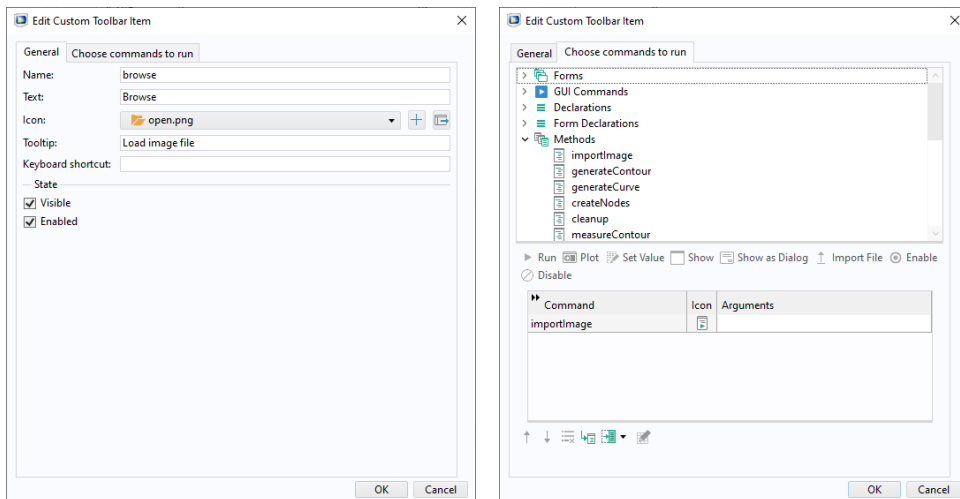 Edit Custom Toolbar Item
General Choose commands to run
Name: browse
Text: Browse
Icon: open.png
Tooltip: Load image file
Keyboard shortcut:
State
Visible
Enabled
OK Cancel
Edit Custom Toolbar Item
General Choose commands to run
Forms
GUI Commands
Declarations
Form Declarations
Methods
importImage
generateContour
generateCurve
createNodes
cleanup
measureContour
Run Plot Set Value Show Show as Dialog Import File Enable
Disable
Command Icon Arguments
importImage
OK Cancel